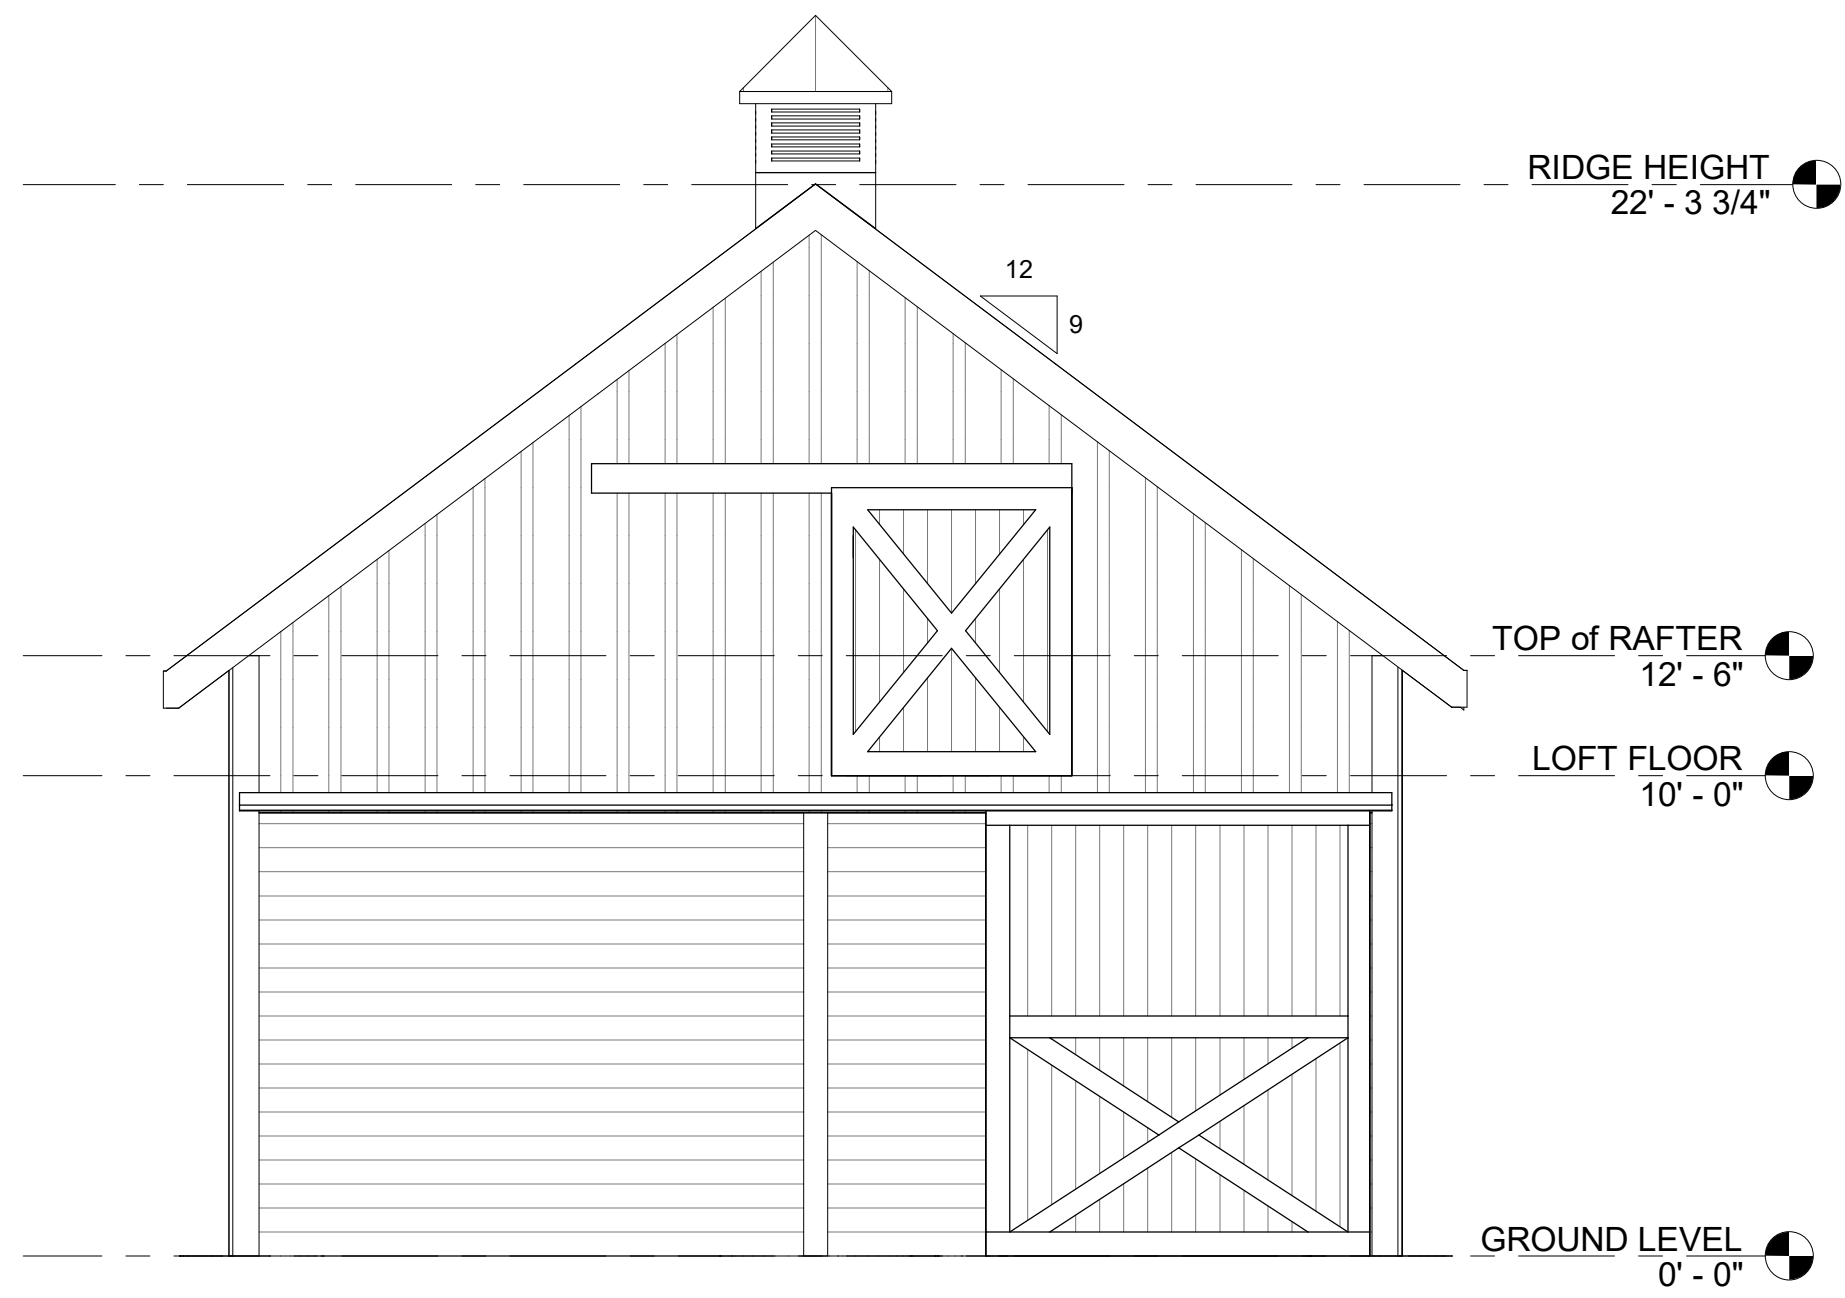 RIDGE HEIGHT
22' - 3 3/4"
12
9
TOP of RAFTER
12' - 6"
LOFT FLOOR
10' - 0"
GROUND LEVEL
0' - 0"